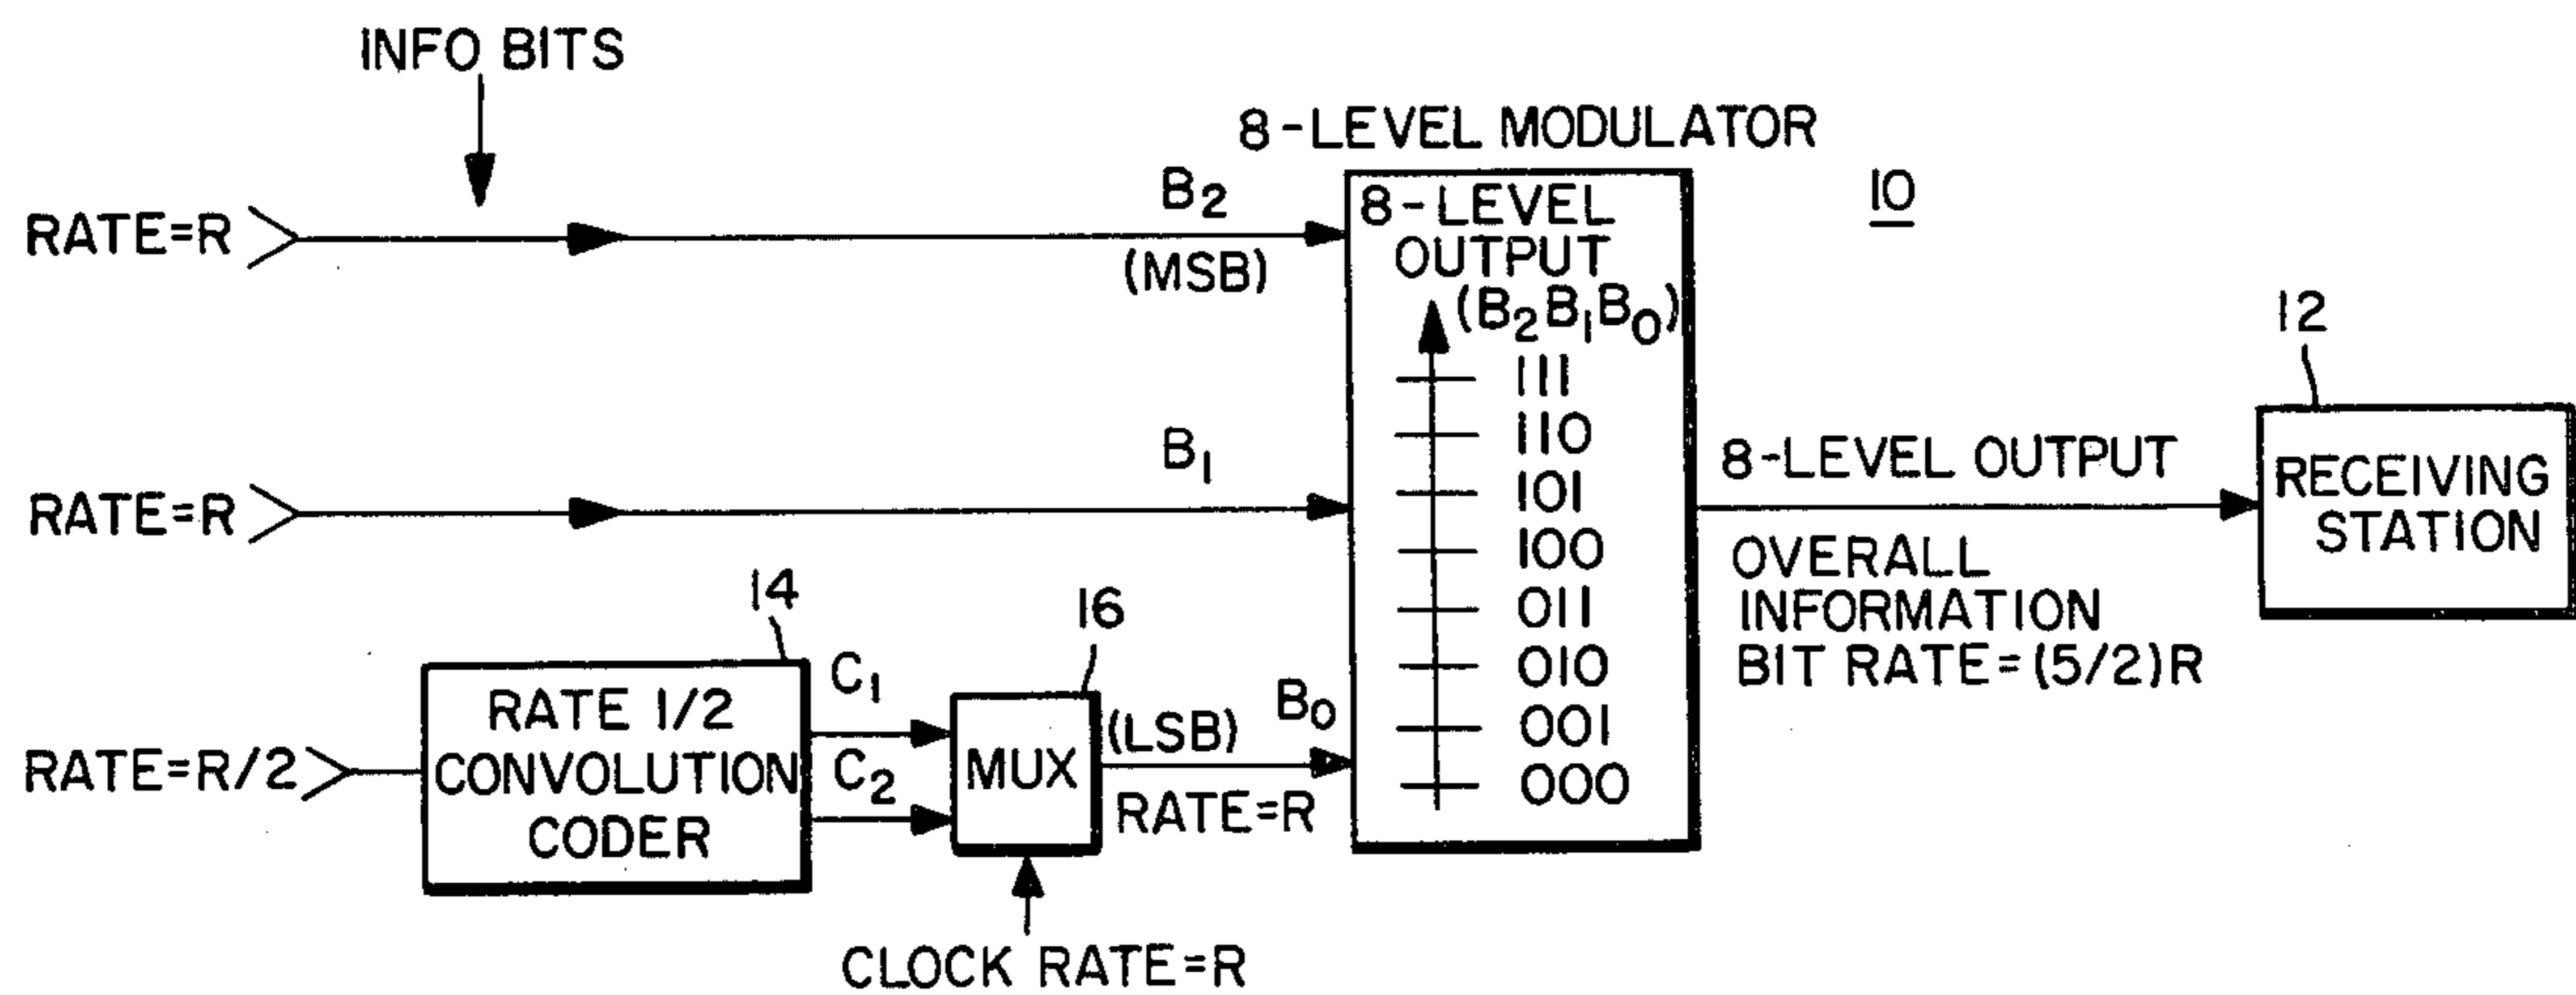 INFO BITS
8-LEVEL MODULATOR
10
RATE=R
B2
(MSB)
8-LEVEL
OUTPUT
(B2B1B0)
111
110
101
100
011
010
001
000
12
RATE=R
B1
8-LEVEL OUTPUT
OVERALL
INFORMATION
BIT RATE=(5/2)R
RECEIVING
STATION
14
16
RATE=R/2
RATE 1/2
CONVOLUTION
CODER
C1
C2
MUX
(LSB)
B0
RATE=R
CLOCK RATE=R